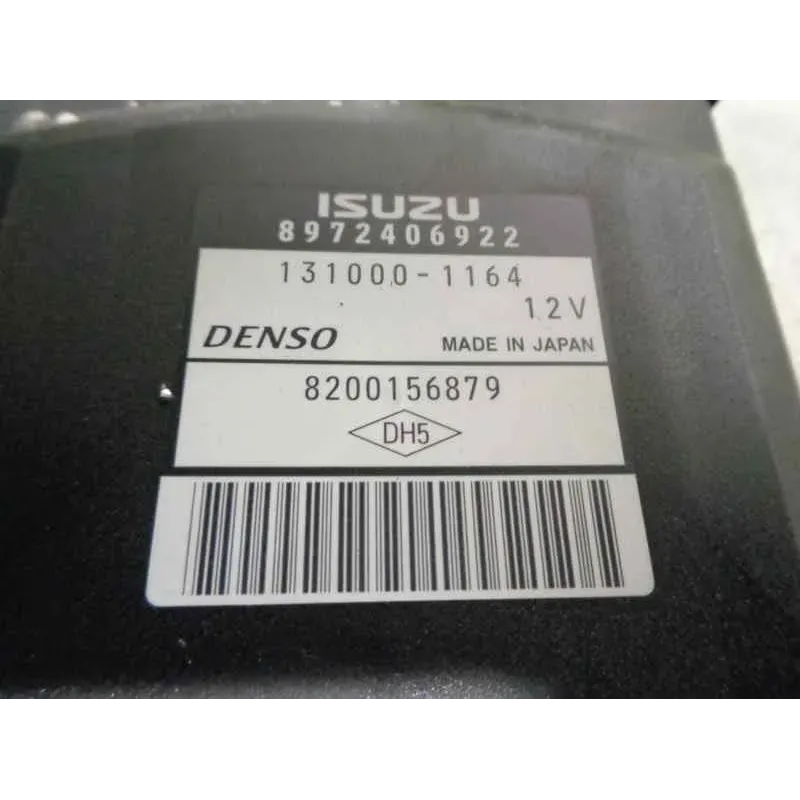 ISUZU
8972406922
131000-1164
12V
DENSO MADE IN JAPAN
8200156879
DH5